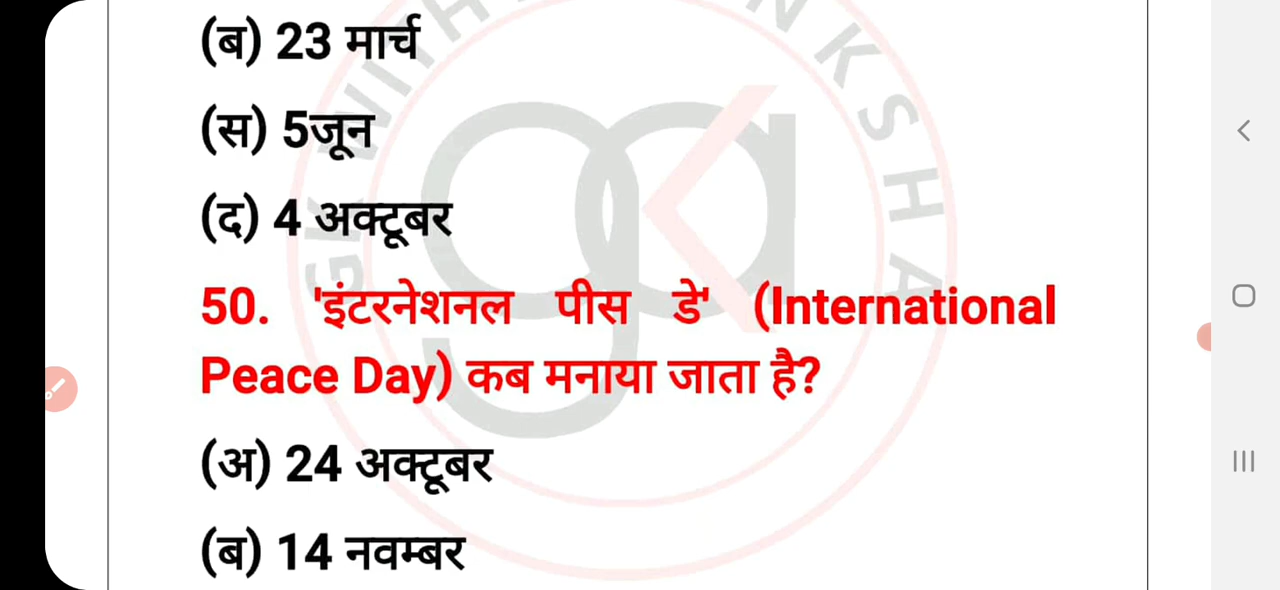 (ब) 23 मार्च
(स) 5जून
(द) 4 अक्टूबर
50. 'इंटरनेशनल पीस डे' (International
Peace Day) कब मनाया जाता है?
(अ) 24 अक्टूबर
(ब) 14 नवम्बर